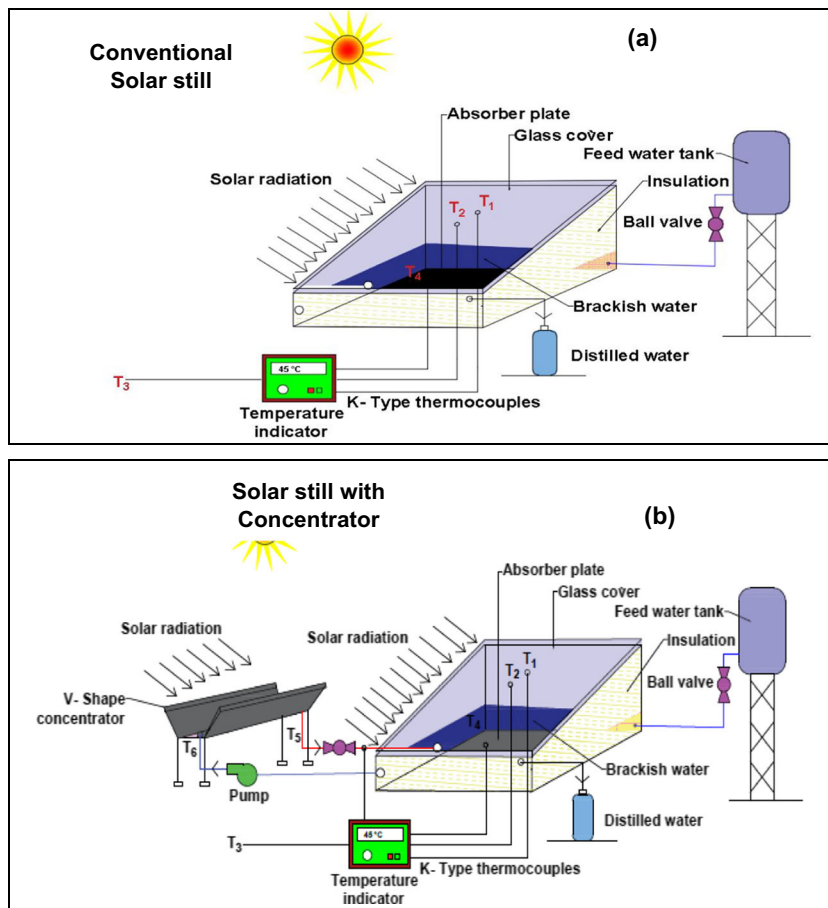 Conventional
Solar still
(a)
Absorber plate
Glass cover
Feed water tank
Solar radiation
Insulation
T1
T2
Ball valve
T4
Brackish water
Distilled water
45 °C
T3
K- Type thermocouples
Temperature
indicator
Solar still with
Concentrator
(b)
Absorber plate
Glass cover
Feed water tank
Solar radiation
Solar radiation
Insulation
T1
T2
Ball valve
V- Shape
concentrator
T4
T5
T6
Brackish water
Pump
Distilled water
45 °C
T3
K- Type thermocouples
Temperature
indicator